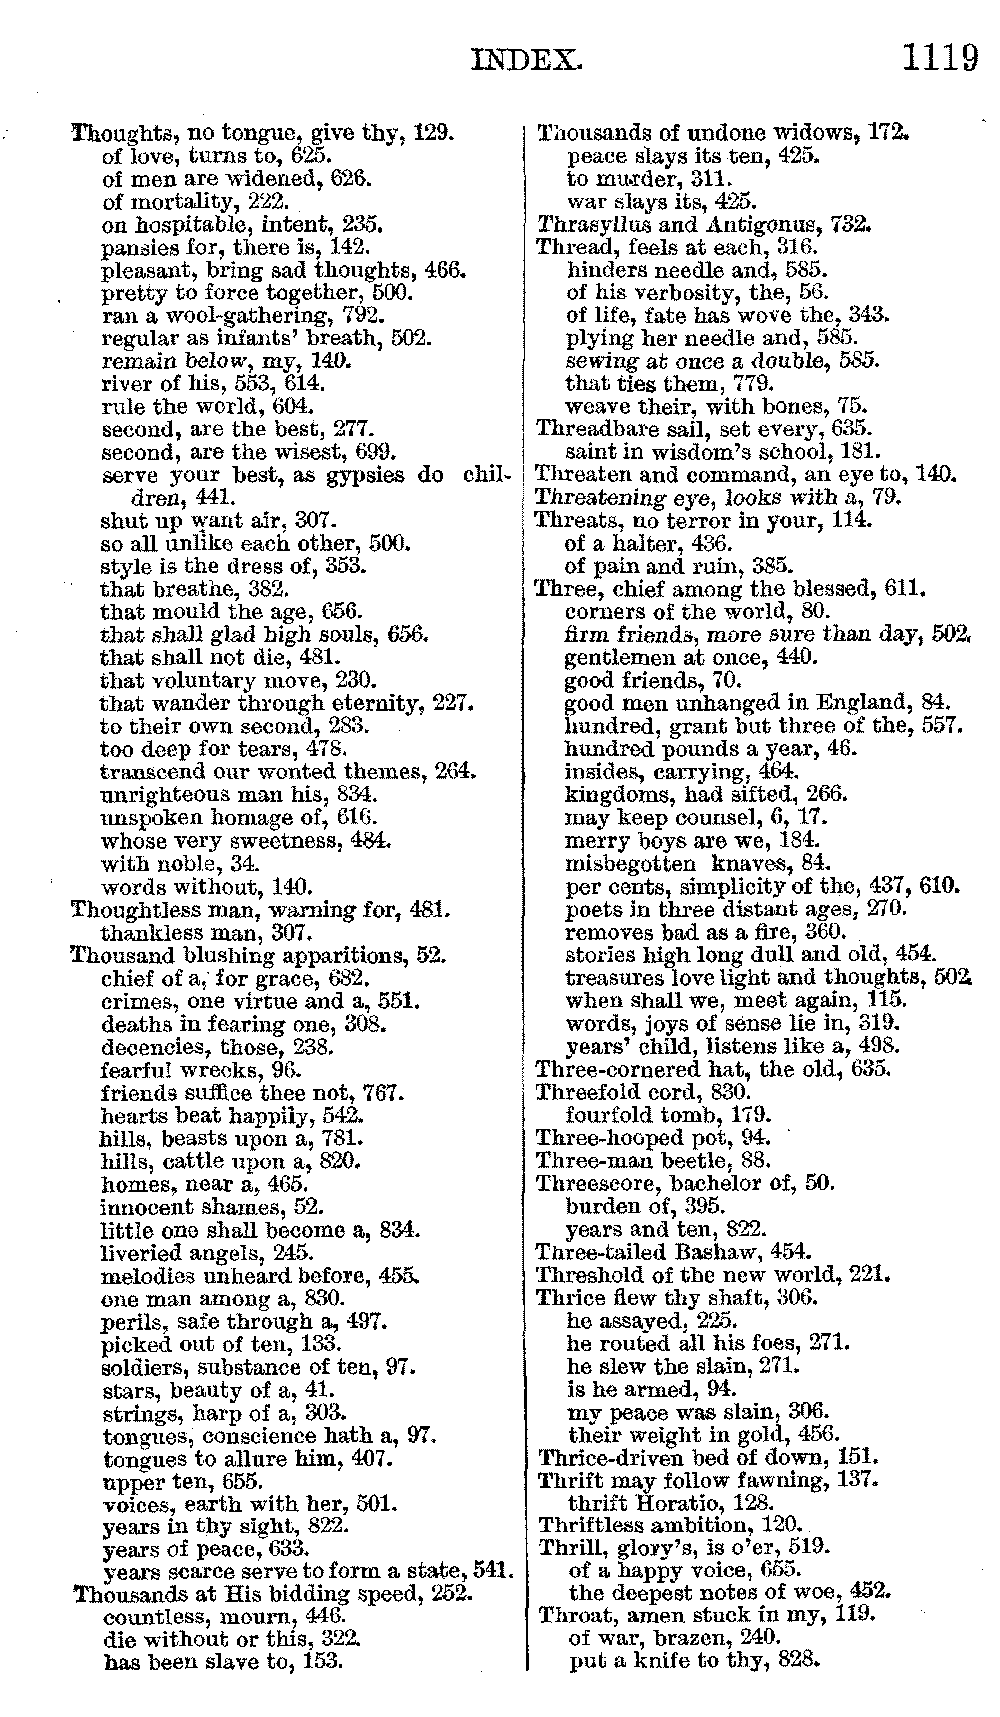 INDEX.
1119
Thoughts, no tongue, give thy, 129.
of love, turns to, 625.
of men are widened, 626.
of mortality, 222.
on hospitable, intent, 235.
pansies for, there is, 142.
pleasant, bring sad thoughts, 466.
pretty to force together, 500.
ran a wool-gathering, 792.
regular as infants' breath, 502.
remain below, my, 140.
river of his, 553, 614.
rule the world, 604.
second, are the best, 277.
second, are the wisest, 699.
serve your best, as gypsies do chil-
dren, 441.
shut up want air, 307.
so all unlike each other, 500.
style is the dress of, 353.
that breathe, 382.
that mould the age, 656.
that shall glad high souls, 656.
that shall not die, 481.
that voluntary move, 230.
that wander through eternity, 227.
to their own second, 283.
too deep for tears, 478.
transcend our wonted themes, 264.
unrighteous man his, 834.
unspoken homage of, 616.
whose very sweetness, 484.
with noble, 34.
words without, 140.
Thoughtless man, warning for, 481.
thankless man, 307.
Thousand blushing apparitions, 52.
chief of a, for grace, 682.
crimes, one virtue and a, 551.
deaths in fearing one, 308.
decencies, those, 238.
fearful wrecks, 96.
friends suffice thee not, 767.
hearts beat happily, 542.
hills, beasts upon a, 781.
hills, cattle upon a, 820.
homes, near a, 465.
innocent shames, 52.
little one shall become a, 834.
liveried angels, 245.
melodies unheard before, 455.
one man among a, 830.
perils, safe through a, 497.
picked out of ten, 133.
soldiers, substance of ten, 97.
stars, beauty of a, 41.
strings, harp of a, 303.
tongues, conscience hath a, 97.
tongues to allure him, 407.
upper ten, 655.
voices, earth with her, 501.
years in thy sight, 822.
years of peace, 633.
years scarce serve to form a state, 541.
Thousands at His bidding speed, 252.
countless, mourn, 446.
die without or this, 322.
has been slave to, 153.
Thousands of undone widows, 172.
peace slays its ten, 425.
to murder, 311.
war slays its, 425.
Thrasyllus and Antigonus, 732.
Thread, feels at each, 316.
hinders needle and, 585.
of his verbosity, the, 56.
of life, fate has wove the, 343.
plying her needle and, 585.
sewing at once a double, 585.
that ties them, 779.
weave their, with bones, 75.
Threadbare sail, set every, 635.
saint in wisdom's school, 181.
Threaten and command, an eye to, 140.
Threatening eye, looks with a, 79.
Threats, no terror in your, 114.
of a halter, 436.
of pain and ruin, 385.
Three, chief among the blessed, 611.
corners of the world, 80.
firm friends, more sure than day, 502.
gentlemen at once, 440.
good friends, 70.
good men unhanged in England, 84.
hundred, grant but three of the, 557.
hundred pounds a year, 46.
insides, carrying, 464.
kingdoms, had sifted, 266.
may keep counsel, 6, 17.
merry boys are we, 184.
misbegotten knaves, 84.
per cents, simplicity of the, 437, 610.
poets in three distant ages, 270.
removes bad as a fire, 360.
stories high long dull and old, 454.
treasures love light and thoughts, 502.
when shall we, meet again, 115.
words, joys of sense lie in, 319.
years' child, listens like a, 498.
Three-cornered hat, the old, 635.
Threefold cord, 830.
fourfold tomb, 179.
Three-hooped pot, 94.
Three-man beetle, 88.
Threescore, bachelor of, 50.
burden of, 395.
years and ten, 822.
Three-tailed Bashaw, 454.
Threshold of the new world, 221.
Thrice flew thy shaft, 306.
he assayed, 225.
he routed all his foes, 271.
he slew the slain, 271.
is he armed, 94.
my peace was slain, 306.
their weight in gold, 456.
Thrice-driven bed of down, 151.
Thrift may follow fawning, 137.
thrift Horatio, 128.
Thriftless ambition, 120.
Thrill, glory's, is o'er, 519.
of a happy voice, 655.
the deepest notes of woe, 452.
Throat, amen stuck in my, 119.
of war, brazen, 240.
put a knife to thy, 828.